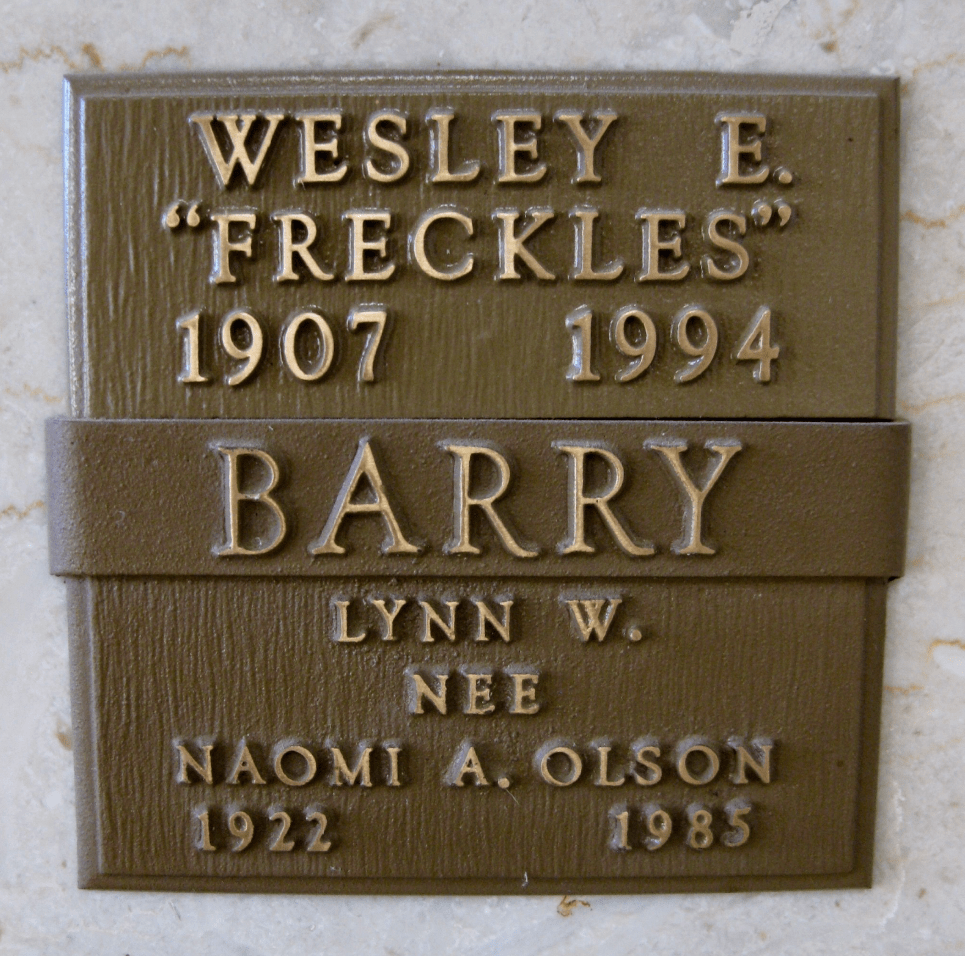 WESLEY E.
“FRECKLES”
1907 1994
BARRY
LYNN W.
NEE
NAOMI A. OLSON
1922 1985